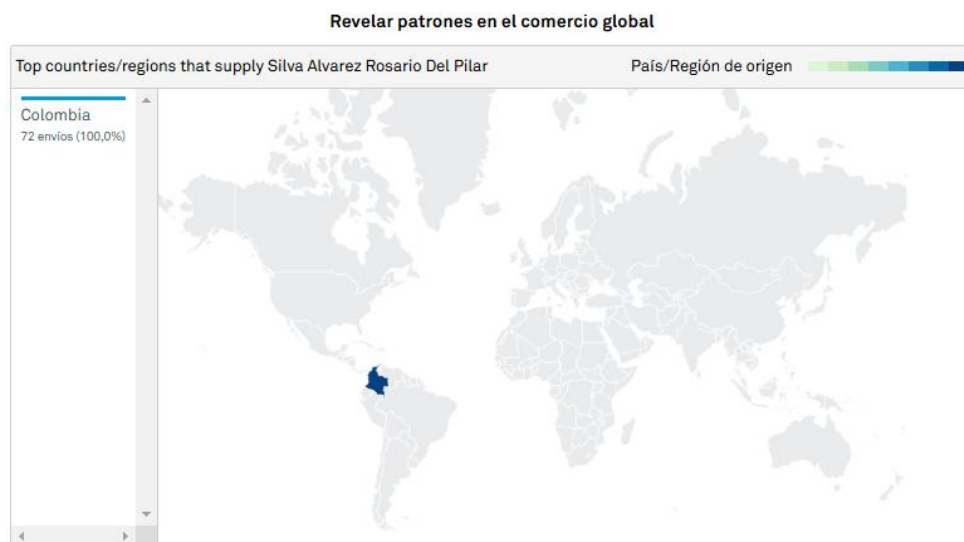 Revelar patrones en el comercio global
Top countries/regions that supply Silva Alvarez Rosario Del Pilar
País/Región de origen
Colombia
72 envíos (100,0%)